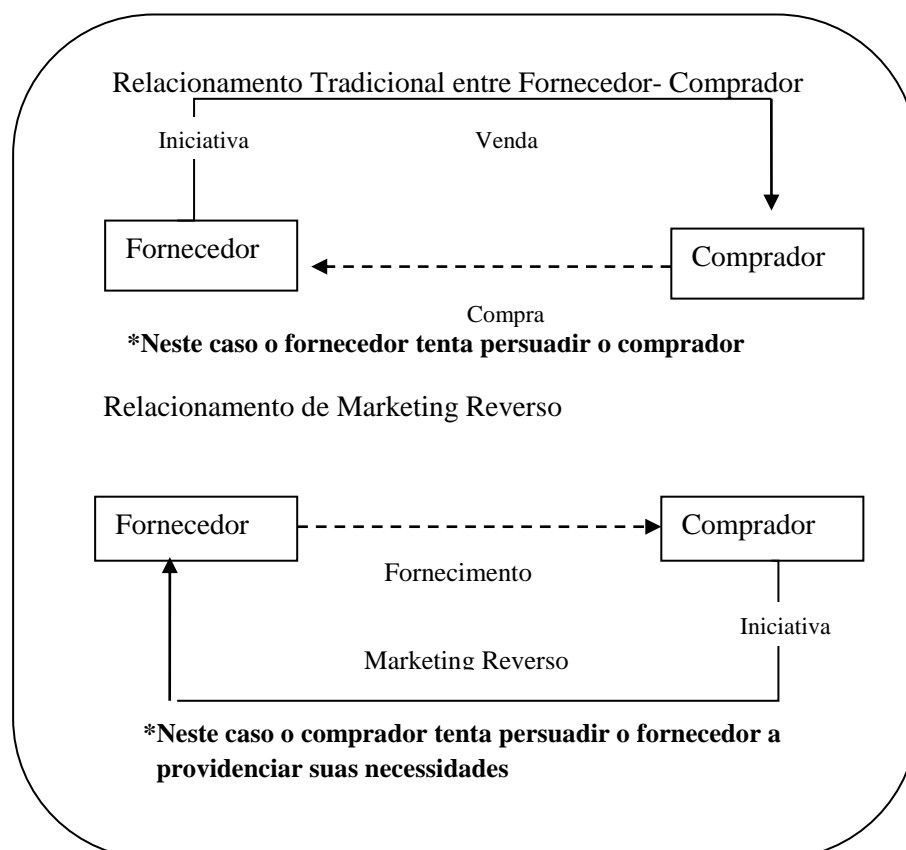 Relacionamento Tradicional entre Fornecedor- Comprador
Iniciativa
Venda
Fornecedor
Comprador
Compra
*Neste caso o fornecedor tenta persuadir o comprador
Relacionamento de Marketing Reverso
Fornecedor
Comprador
Fornecimento
Iniciativa
Marketing Reverso
*Neste caso o comprador tenta persuadir o fornecedor a
providenciar suas necessidades